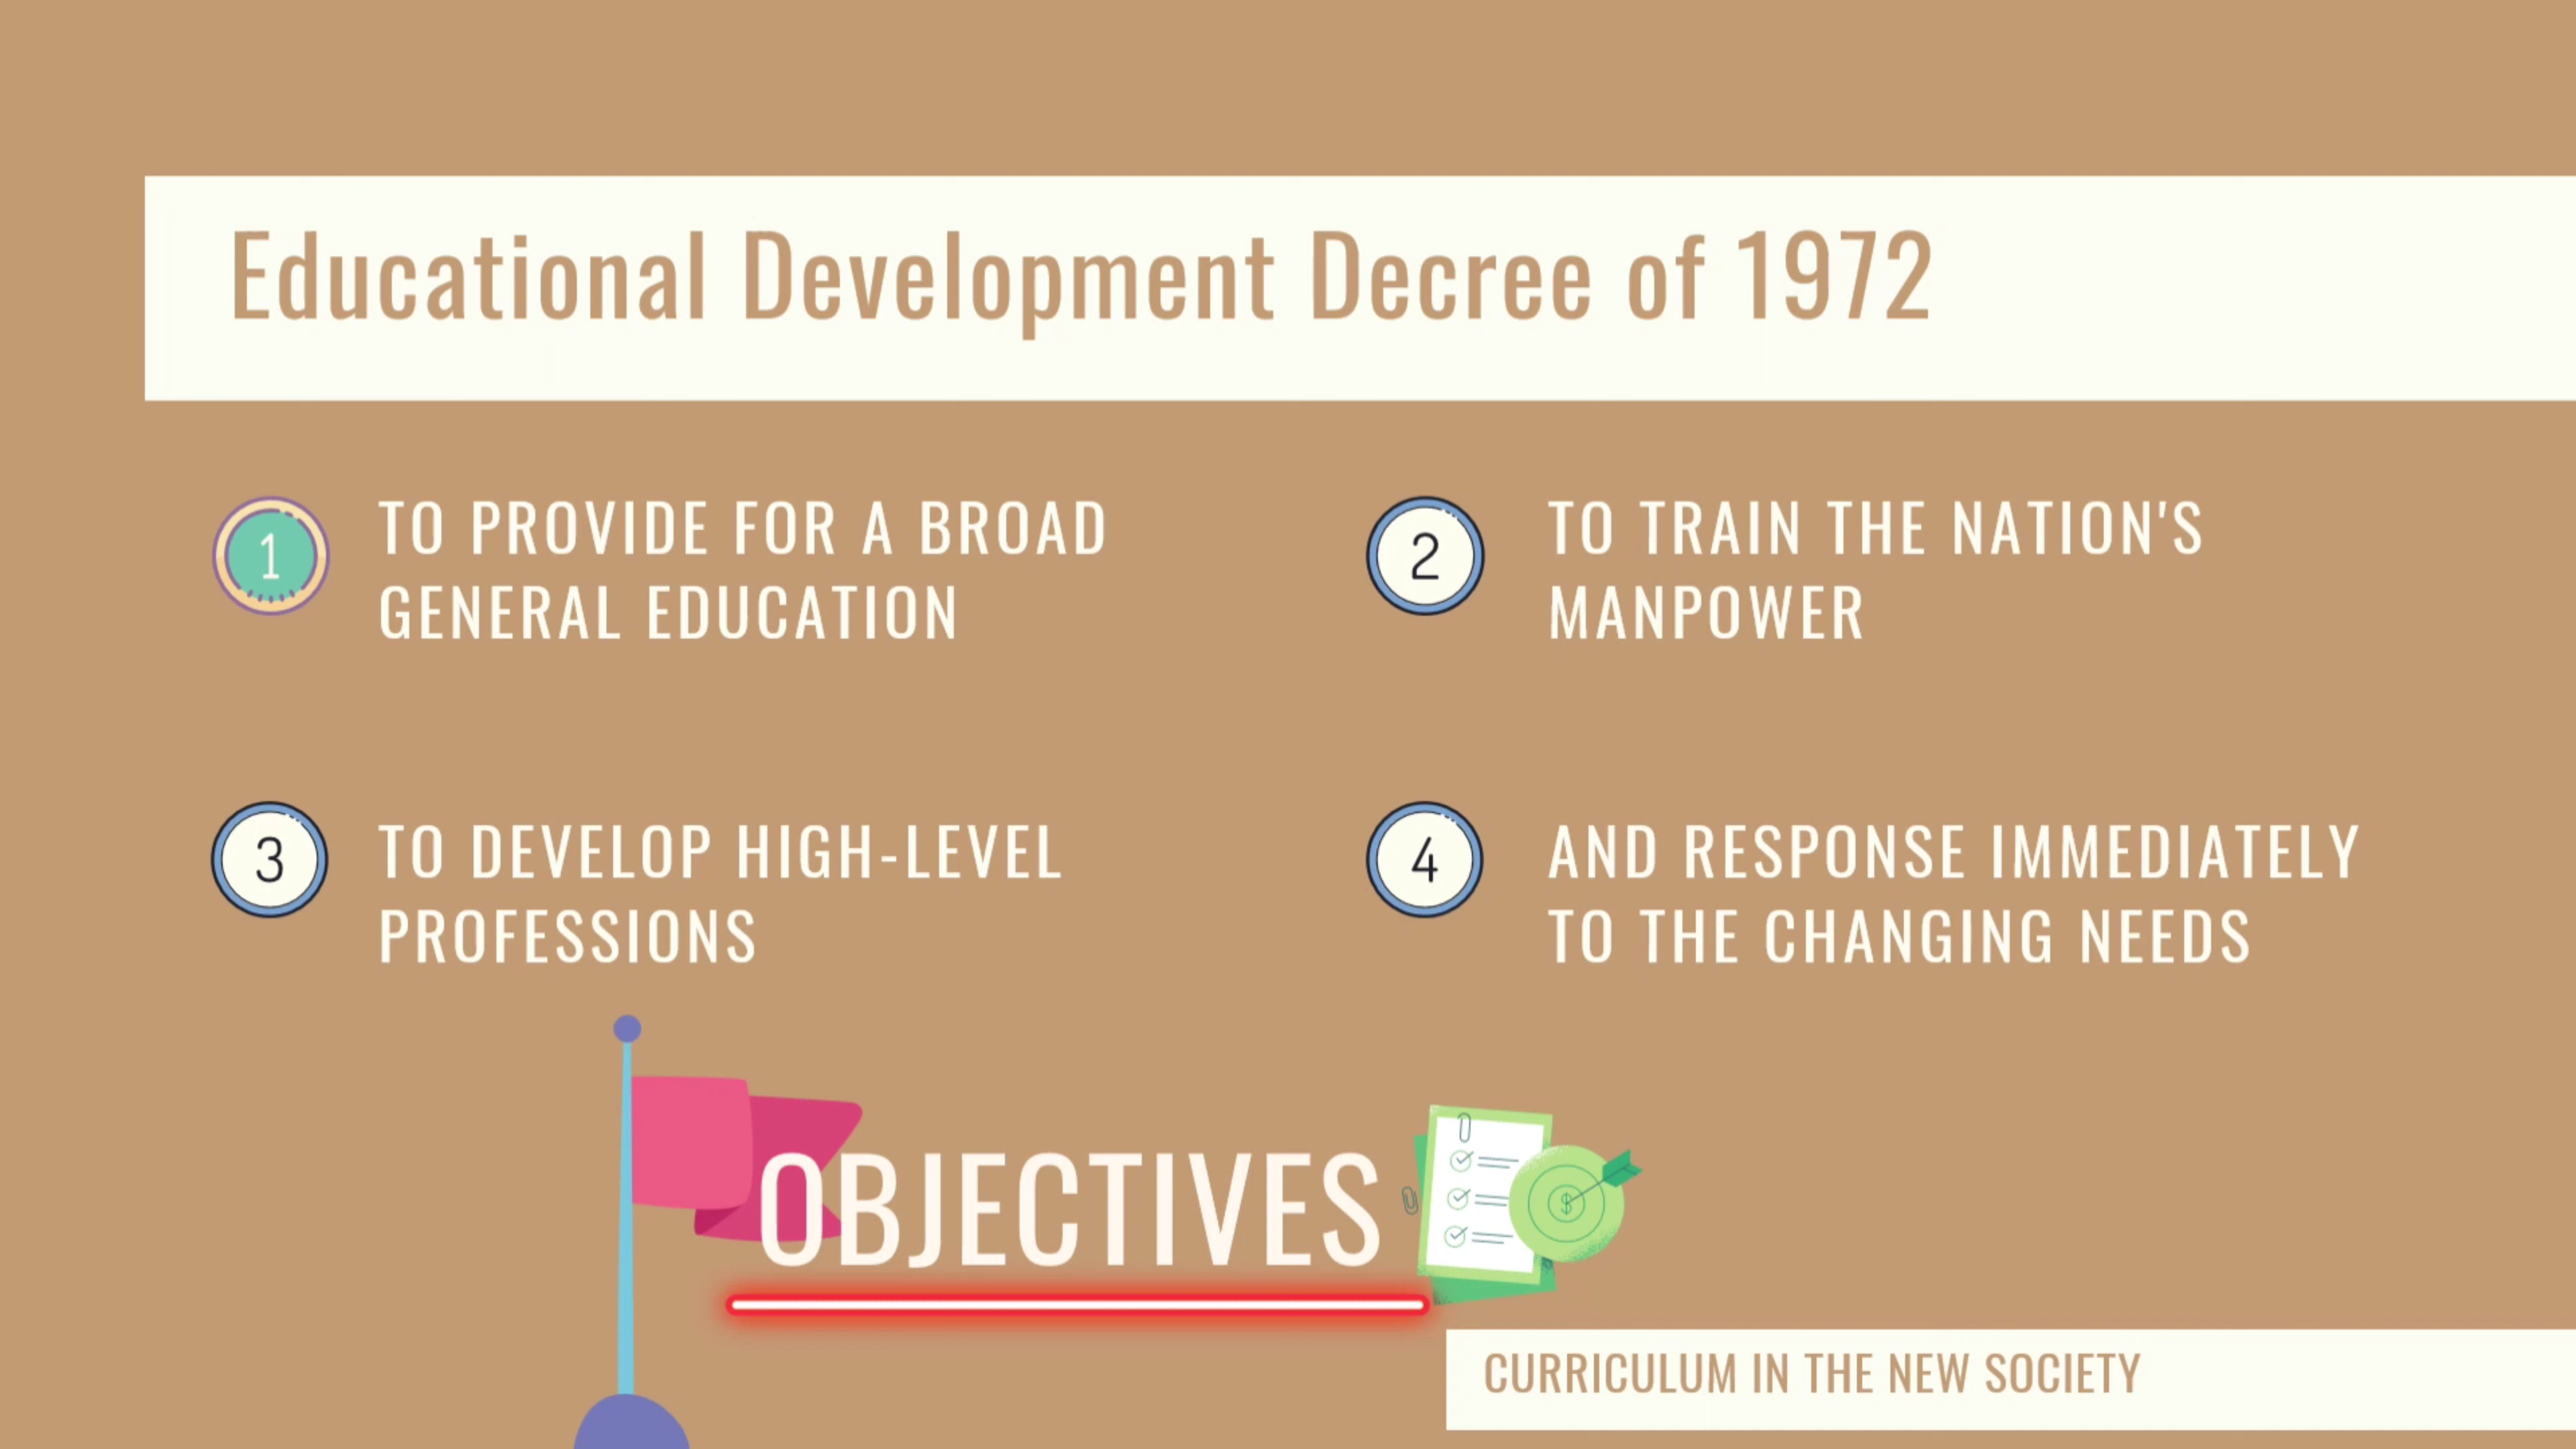 Educational Development Decree of 1972
1
TO PROVIDE FOR A BROAD
GENERAL EDUCATION
2
TO TRAIN THE NATION'S
MANPOWER
3
TO DEVELOP HIGH-LEVEL
PROFESSIONS
4
AND RESPONSE IMMEDIATELY
TO THE CHANGING NEEDS
OBJECTIVES
$
CURRICULUM IN THE NEW SOCIETY